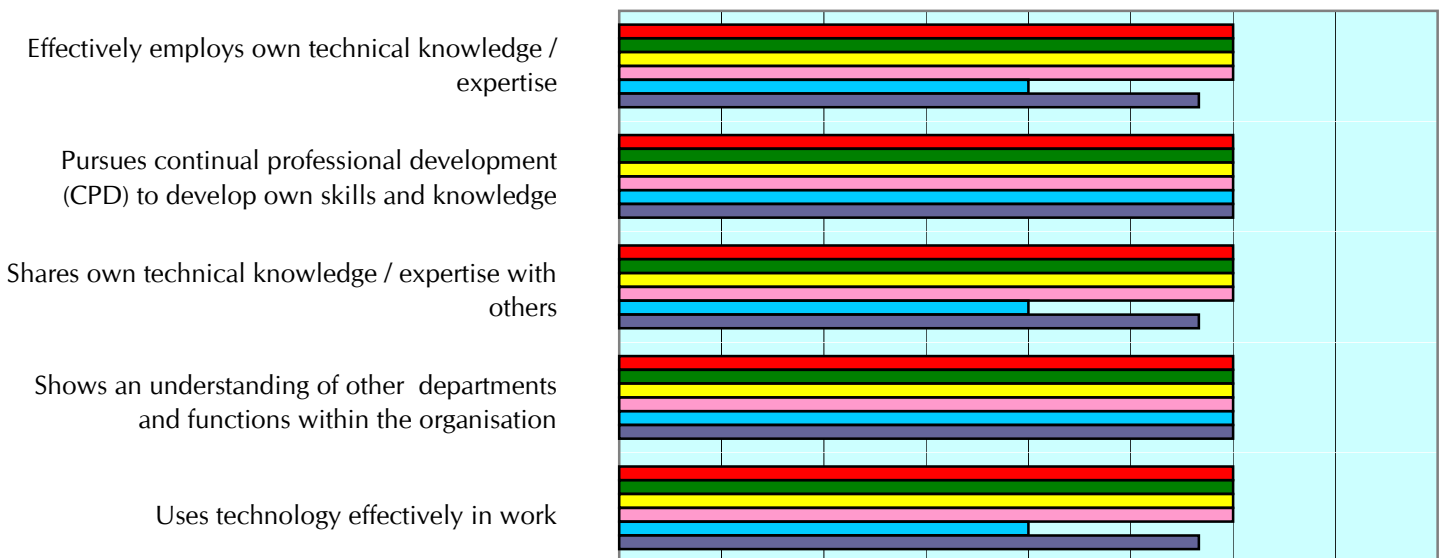 Effectively employs own technical knowledge /
expertise
Pursues continual professional development
(CPD) to develop own skills and knowledge
Shares own technical knowledge / expertise with
others
Shows an understanding of other  departments
and functions within the organisation
Uses technology effectively in work